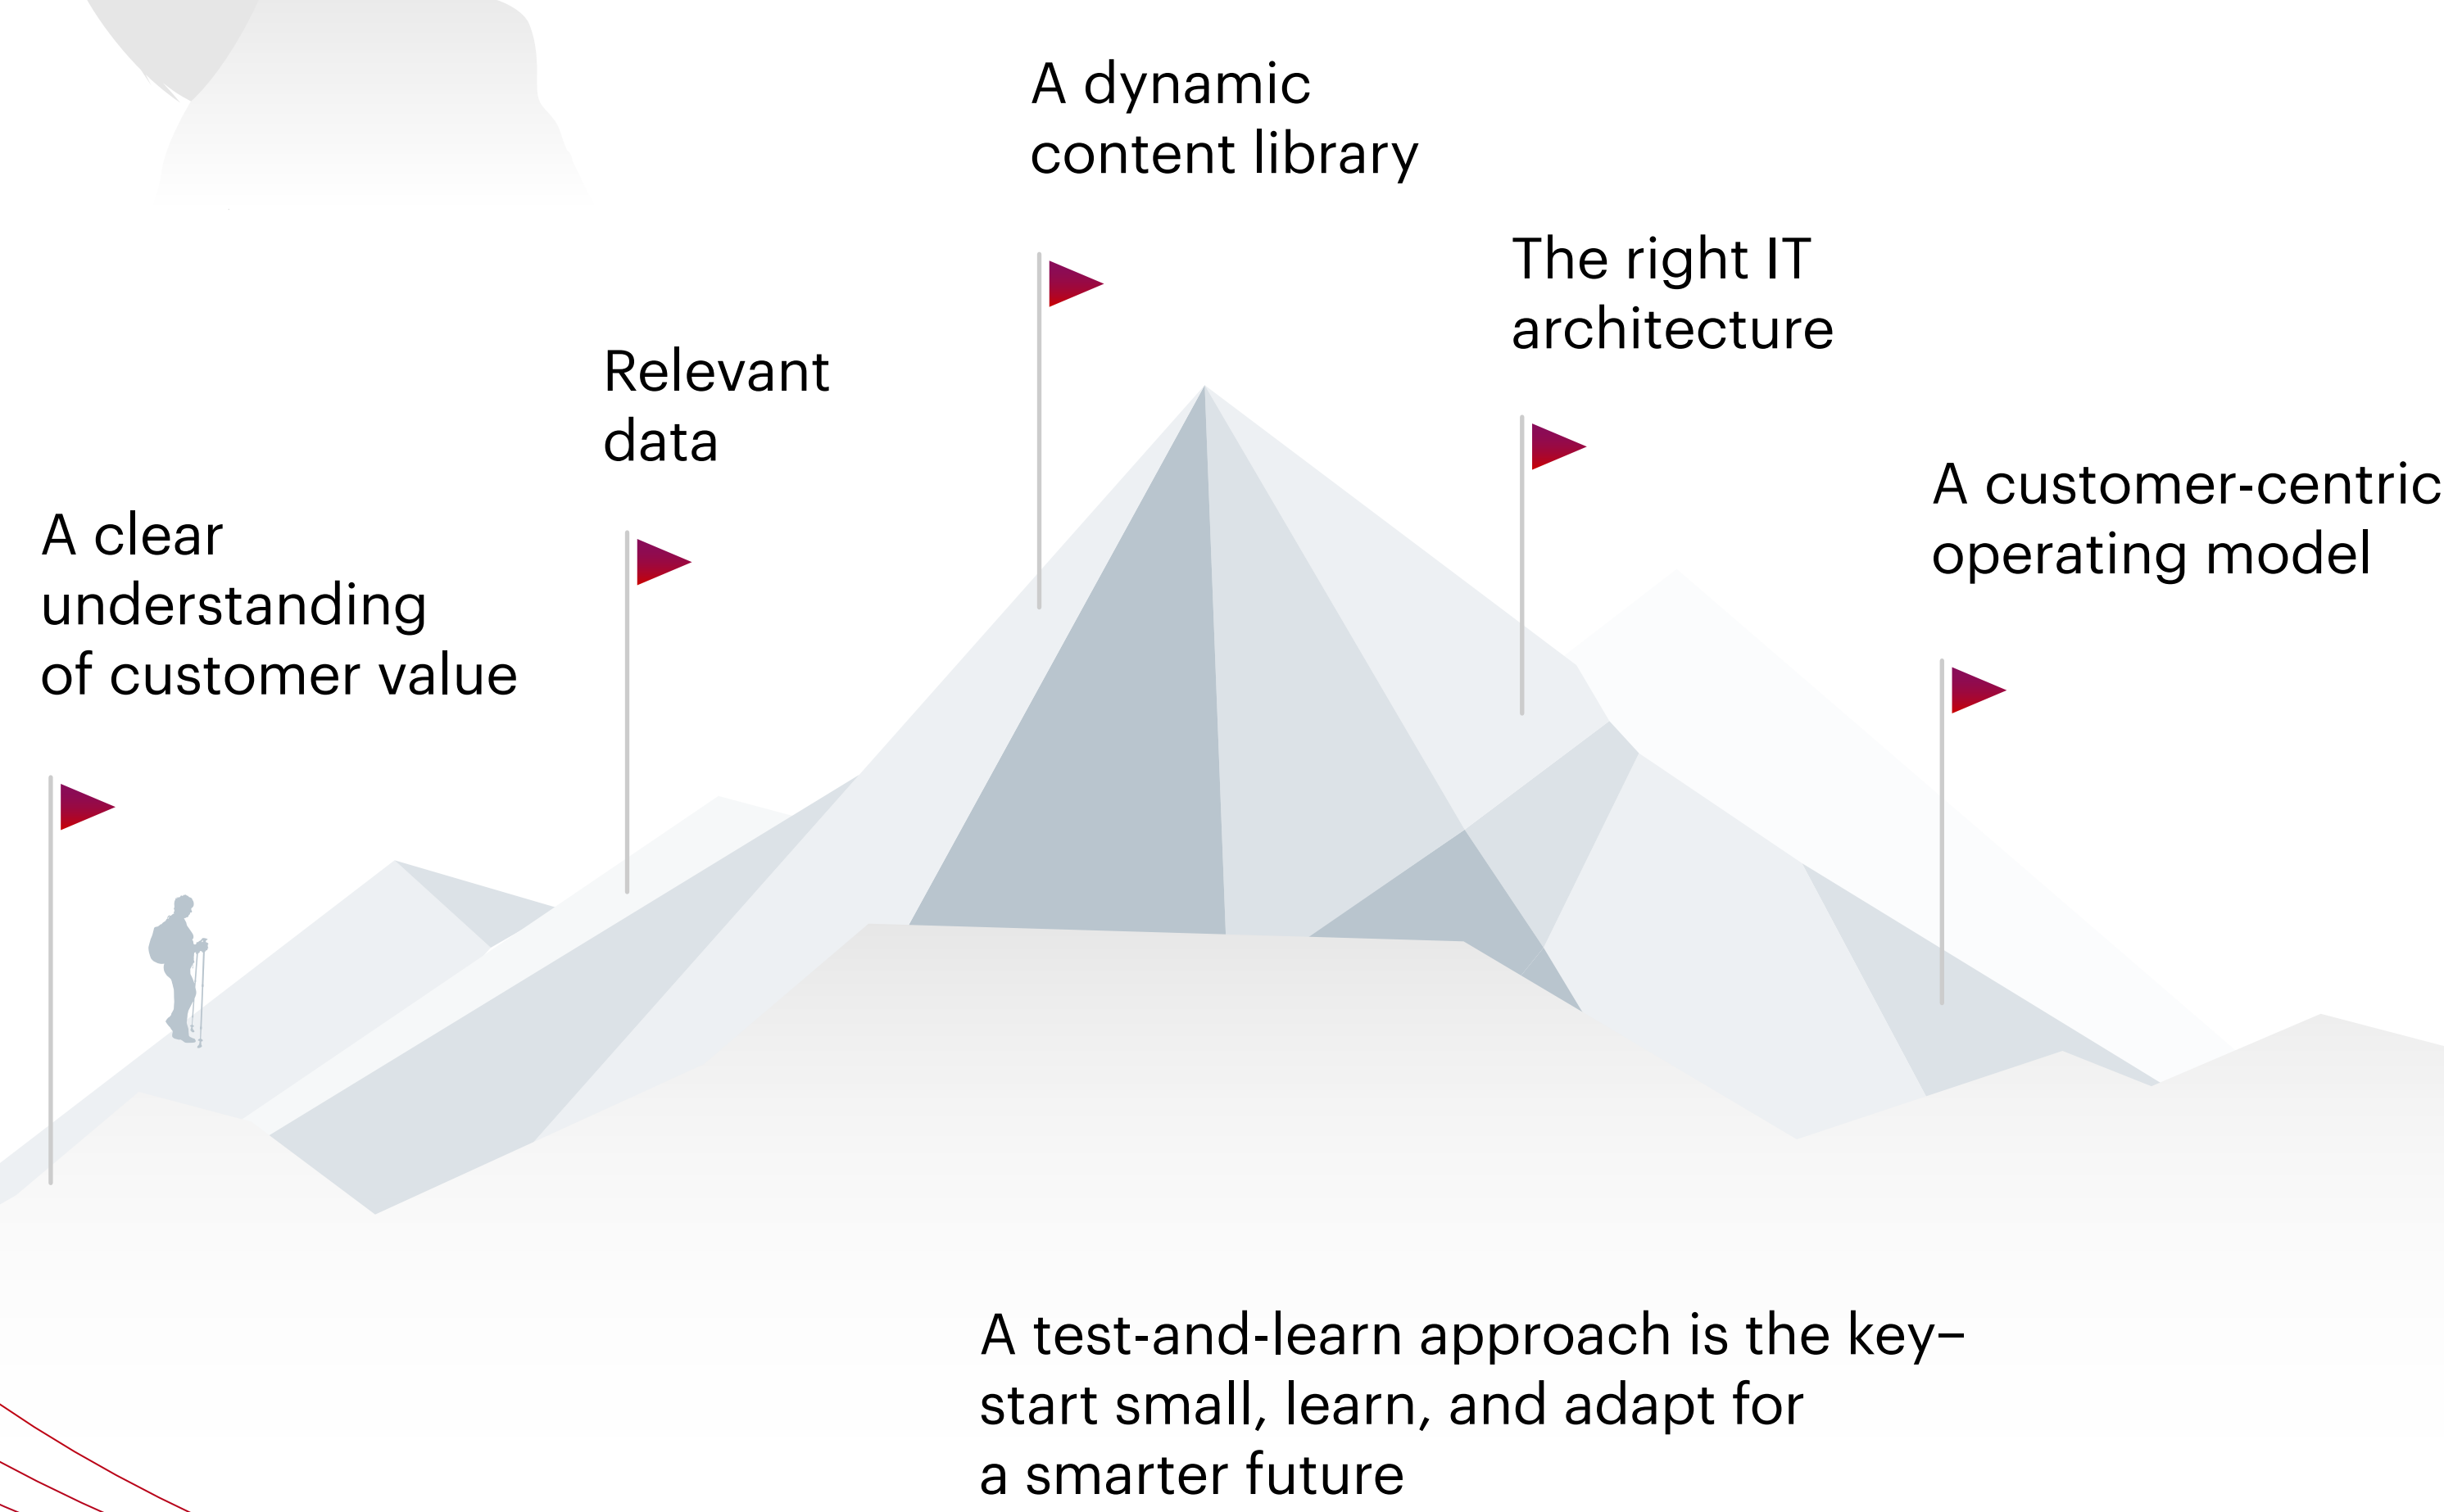 A dynamic
content library
The right IT
architecture
Relevant
data
A customer-centric
operating model
A clear
understanding
of customer value
A test-and-learn approach is the key–
start small, learn, and adapt for
a smarter future